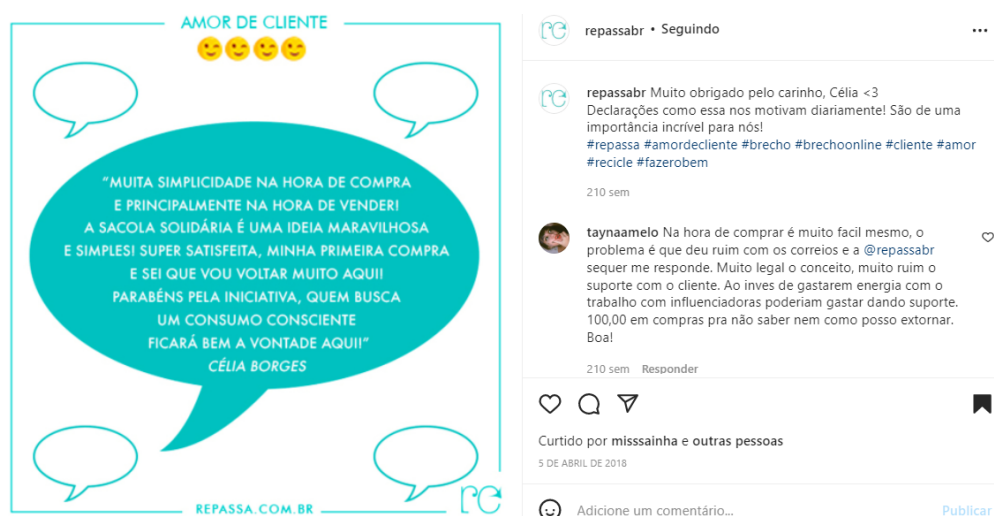 AMOR DE CLIENTE
"MUITA SIMPLICIDADE NA HORA DE COMPRA
E PRINCIPALMENTE NA HORA DE VENDER!
A SACOLA SOLIDÁRIA É UMA IDEIA MARAVILHOSA
E SIMPLES! SUPER SATISFEITA, MINHA PRIMEIRA COMPRA
E SEI QUE VOU VOLTAR MUITO AQUI!
PARABÉNS PELA INICIATIVA, QUEM BUSCA
UM CONSUMO CONSCIENTE
FICARÁ BEM A VONTADE AQUI!"
CÉLIA BORGES
REPASSA.COM.BR
re
re
repassabr • Seguindo
re
repassabr Muito obrigado pelo carinho, Célia <3
Declarações como essa nos motivam diariamente! São de uma
importância incrível para nós!
#repassa #amordecliente #brecho #brechoonline #cliente #amor
#recicle #fazerobem
210 sem
taynaamelo Na hora de comprar é muito facil mesmo, o
problema é que deu ruim com os correios e a @repassabr
sequer me responde. Muito legal o conceito, muito ruim o
suporte com o cliente. Ao inves de gastarem energia com o
trabalho com influenciadoras poderiam gastar dando suporte.
100,00 em compras pra não saber nem como posso extornar.
Boa!
210 sem Responder
Curtido por misssainha e outras pessoas
5 DE ABRIL DE 2018
Adicione um comentário... Publicar